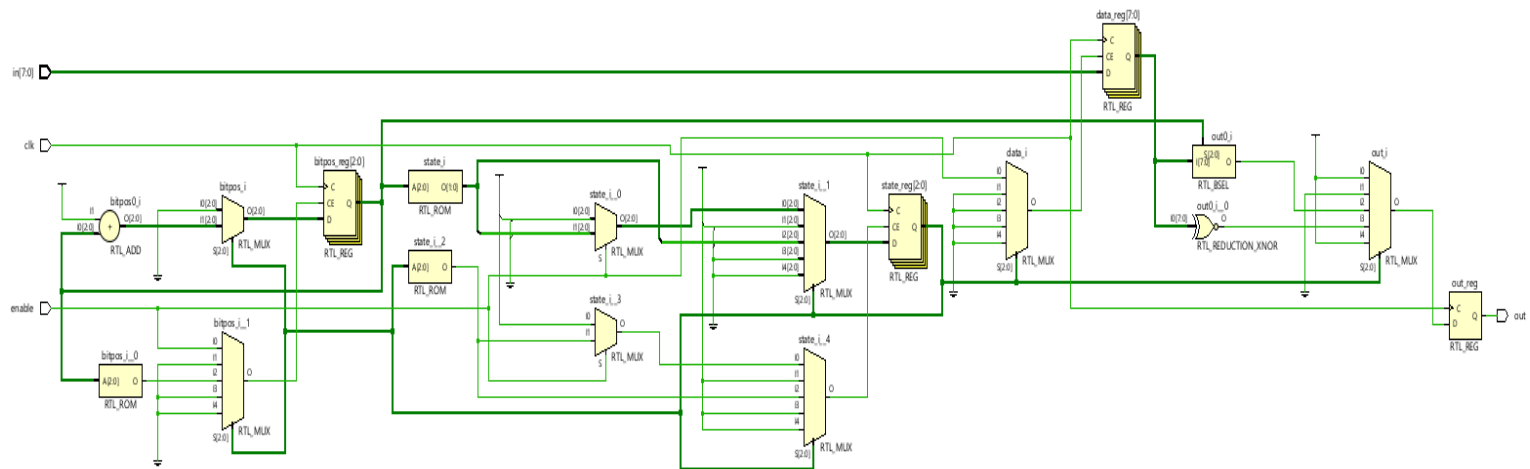 data_reg[7:0]
C
CE
Q
D
RTL_REG
in[7:0]
clk
enable
bitpos0_i
I1
I0[2:0]
+
O[2:0]
RTL_ADD
bitpos_i
I0[2:0]
I1[2:0]
O[2:0]
S[2:0]
RTL_MUX
bitpos_reg[2:0]
C
CE
Q
D
RTL_REG
state_i
A[2:0]
O[1:0]
RTL_ROM
state_i__2
A[2:0]
O
RTL_ROM
state_i__0
I0[2:0]
I1[2:0]
O[2:0]
S
RTL_MUX
state_i__3
I0
I1
O
S
RTL_MUX
state_i__1
I0[2:0]
I1[2:0]
I2[2:0]
I3[2:0]
I4[2:0]
O[2:0]
S[2:0]
RTL_MUX
state_reg[2:0]
C
CE
Q
D
RTL_REG
data_i
I0
I1
I2
I3
I4
O
S[2:0]
RTL_MUX
out0_i
S[2:0]
I[7:0]
O
RTL_BSEL
out0_i__0
I0[7:0]
O
RTL_REDUCTION_XNOR
out_i
I0
I1
I2
I3
I4
O
S[2:0]
RTL_MUX
out_reg
C
Q
D
RTL_REG
out
bitpos_i__0
A[2:0]
O
RTL_ROM
bitpos_i__1
I0
I1
I2
I3
I4
O
S[2:0]
RTL_MUX
state_i__4
I0
I1
I2
I3
I4
O
S[2:0]
RTL_MUX